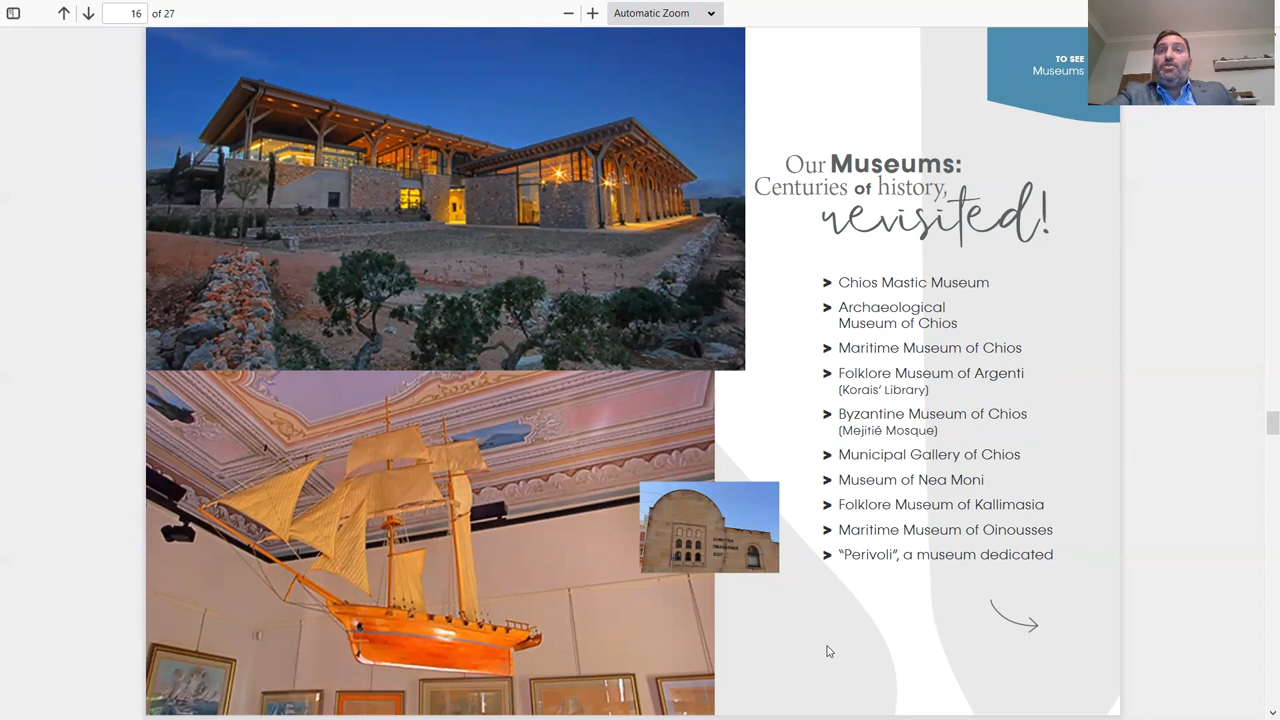 16 of 27
Automatic Zoom
TO SEE
Museums
Our Museums:
Centuries of history,
revisited!
> Chios Mastic Museum
> Archaeological
Museum of Chios
> Maritime Museum of Chios
> Folklore Museum of Argenti
(Korais' Library)
> Byzantine Museum of Chios
(Mejitié Mosque)
> Municipal Gallery of Chios
> Museum of Nea Moni
> Folklore Museum of Kallimasia
> Maritime Museum of Oinousses
> “Perivoli”, a museum dedicated